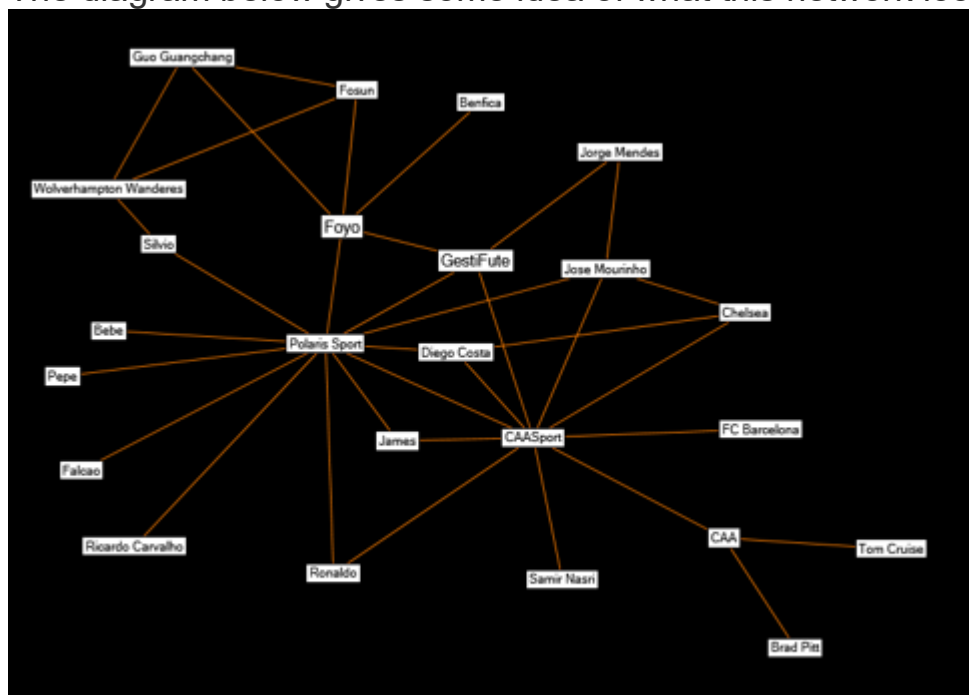 The diagram below gives some idea of what this network
Guo Guangchang
Fosun
Benfica
Jorge Mendes
Wolverhampton Wanderes
Foyo
Silvio
GestiFute
Jose Mourinho
Chelsea
Bebe
Polaris Sport
Diego Costa
Pepe
James
CAASport
FC Barcelona
Falcao
Ricardo Carvalho
CAA
Tom Cruise
Ronaldo
Samir Nasri
Brad Pitt